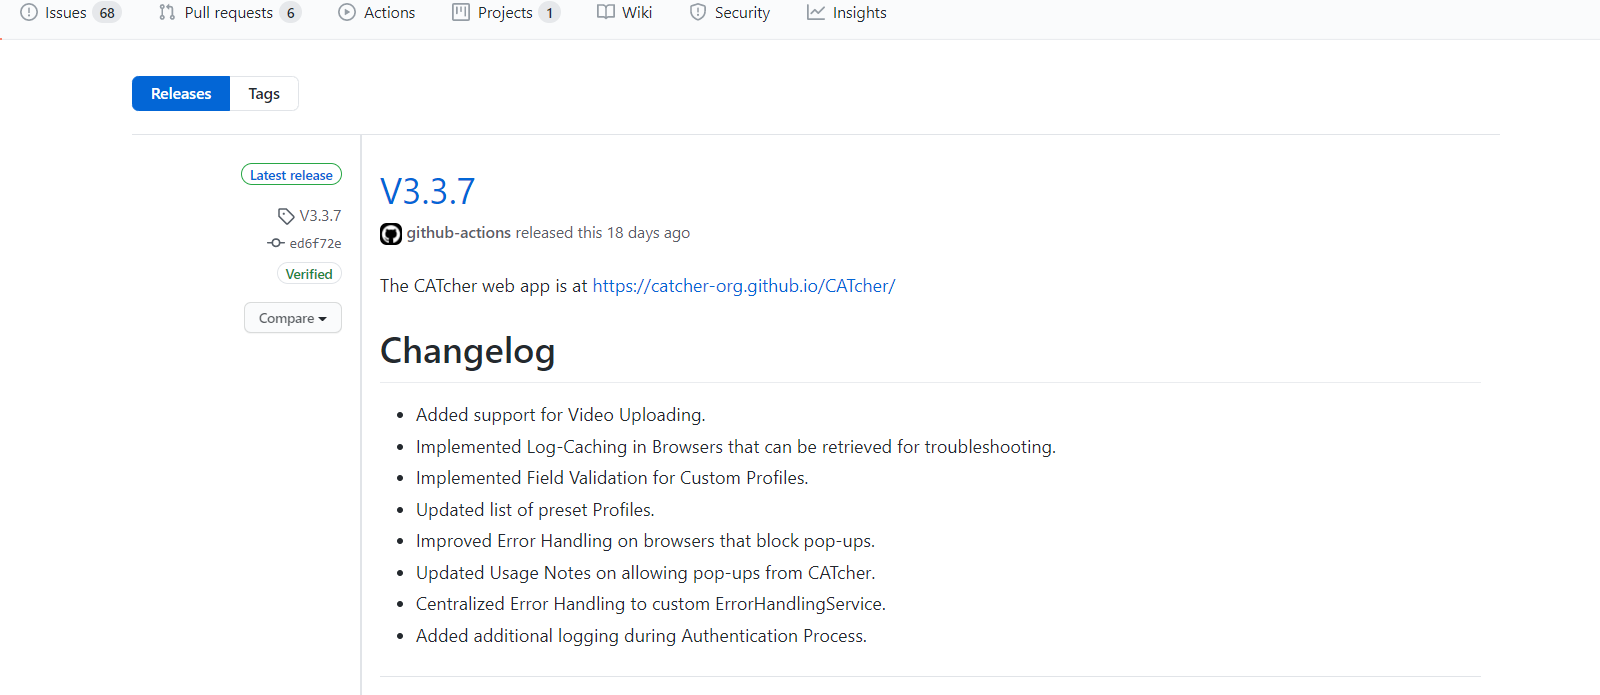 Issues 68 Pull requests 6 Actions Projects 1 Wiki Security Insights
Releases Tags
Latest release
V3.3.7
ed6f72e
Verified
Compare
V3.3.7
github-actions released this 18 days ago
The CATcher web app is at https://catcher-org.github.io/CATcher/
Changelog
• Added support for Video Uploading.
• Implemented Log-Caching in Browsers that can be retrieved for troubleshooting.
• Implemented Field Validation for Custom Profiles.
• Updated list of preset Profiles.
• Improved Error Handling on browsers that block pop-ups.
• Updated Usage Notes on allowing pop-ups from CATcher.
• Centralized Error Handling to custom ErrorHandlingService.
• Added additional logging during Authentication Process.